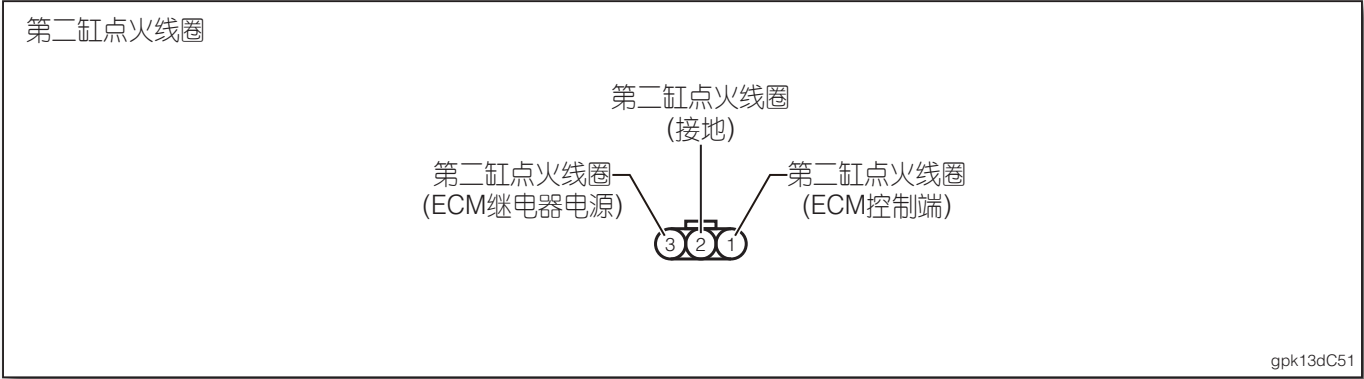 第二缸点火线圈
第二缸点火线圈
(接地)
第二缸点火线圈
(ECM继电器电源)
第二缸点火线圈
(ECM控制端)
3 2 1
gpk13dC51